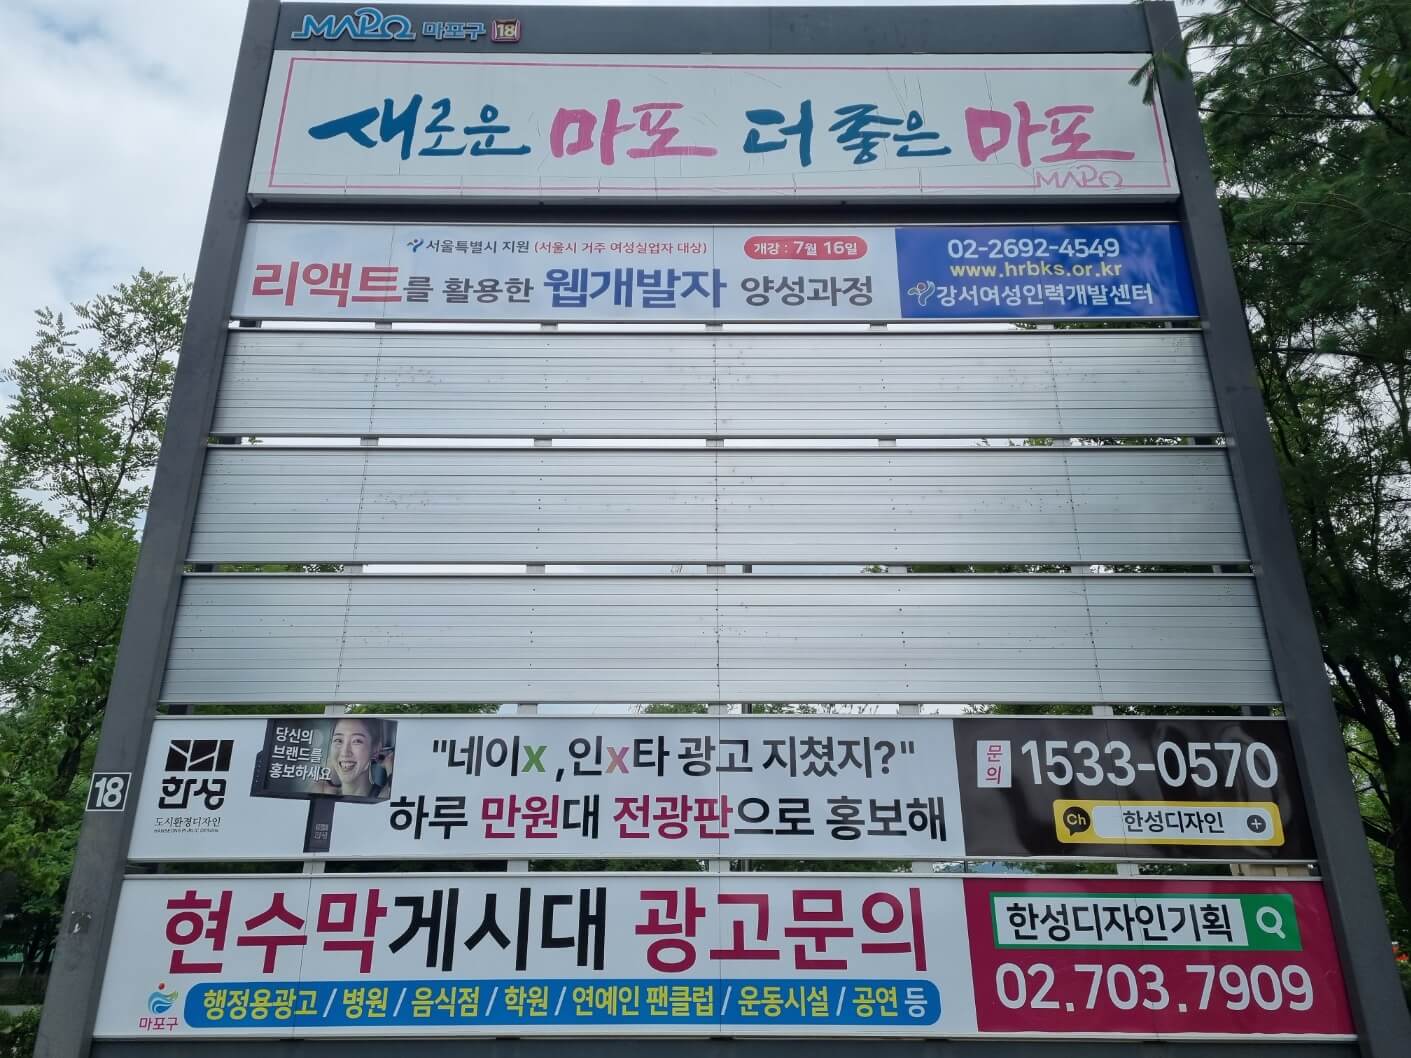 MAPO 마포구 18
새로운 마포 더 좋은 마포
MAPO
서울특별시 지원 (서울시 거주 여성실업자 대상) 개강 : 7월 16일
리액트를 활용한 웹개발자 양성과정
02-2692-4549
www.hrbks.or.kr
강서여성인력개발센터
18
한성
도시환경디자인
HANSEONG PUBLIC DESIGN
당신의
브랜드를
홍보하세요
"네이x ,인x타 광고 지쳤지?"
하루 만원대 전광판으로 홍보해
문의 1533-0570
Ch 한성디자인 +
현수막게시대 광고문의
마포구
행정용광고 / 병원 / 음식점 / 학원 / 연예인 팬클럽 / 운동시설 / 공연 등
한성디자인기획
02.703.7909